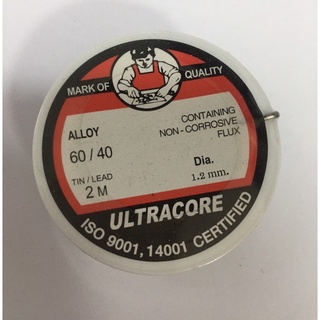 MARK OF QUALITY
ALLOY
60 / 40
TIN / LEAD
2 M
CONTAINING
NON-CORROSIVE
FLUX
Dia.
1.2 mm.
ULTRACORE
ISO 9001,14001 CERTIFIED